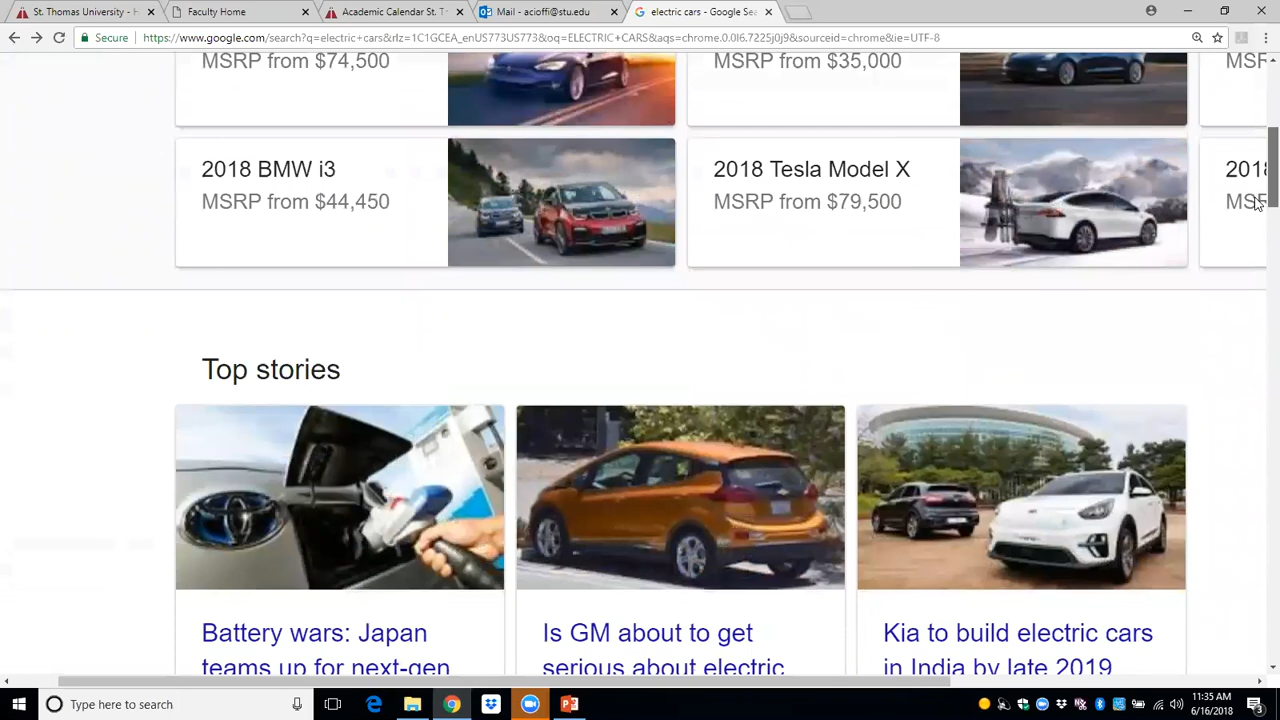 St. Thomas University - H
Faculty Home
Academic Calendar St. T
Mail - acioffi@stu.edu
electric cars - Google Sea
Secure
https://www.google.com/search?q=electric+cars&rlz=1C1GCEA_enUS773US773&oq=ELECTRIC+CARS&aqs=chrome.0.0l6.7225j0j9&sourceid=chrome&ie=UTF-8
MSRP from $74,500
MSRP from $35,000
MSR
2018 BMW i3
MSRP from $44,450
2018 Tesla Model X
MSRP from $79,500
2018
MSR
Top stories
Battery wars: Japan
teams up for next-gen
Is GM about to get
serious about electric
Kia to build electric cars
in India by late 2019
Type here to search
11:35 AM
6/16/2018